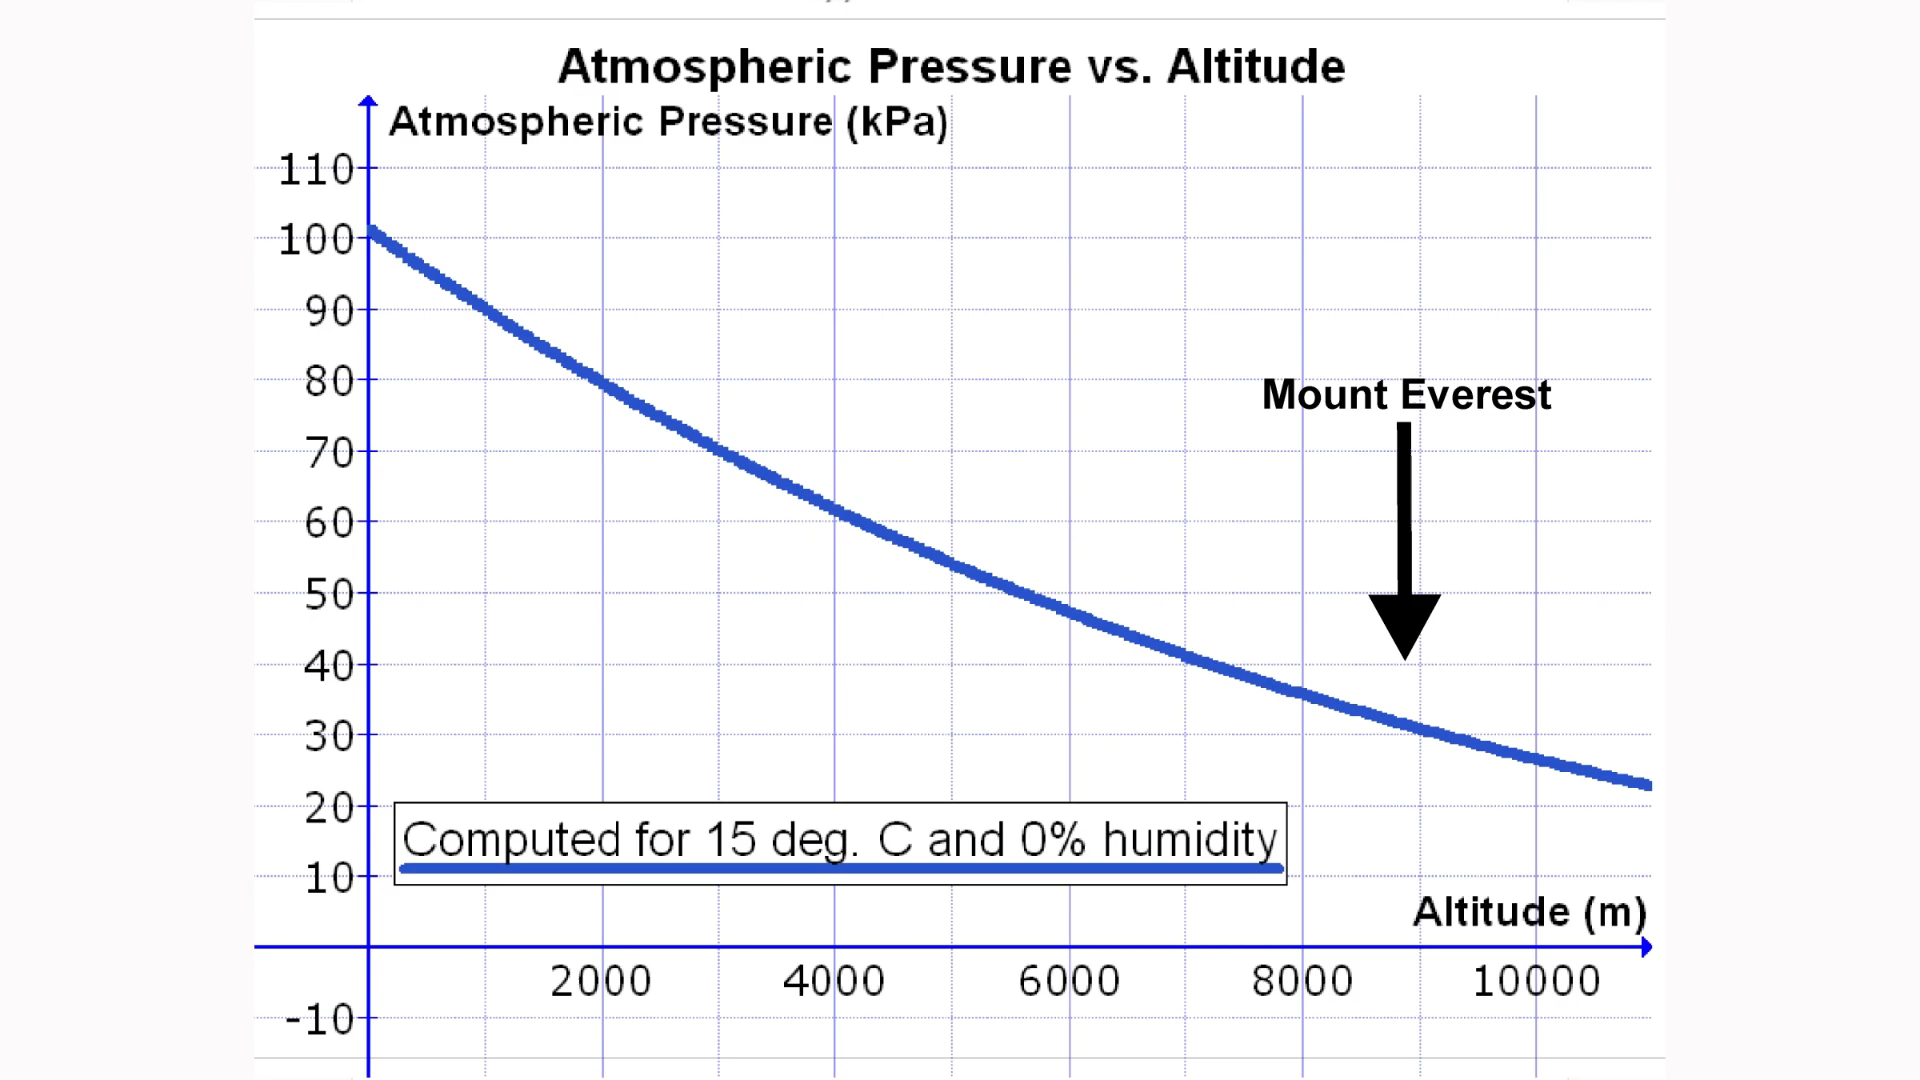 Atmospheric Pressure vs. Altitude
Atmospheric Pressure (kPa)
110
100
90
80
Mount Everest
70
60
50
40
30
20
Computed for 15 deg. C and 0% humidity
10
Altitude (m)
2000 4000 6000 8000 10000
-10